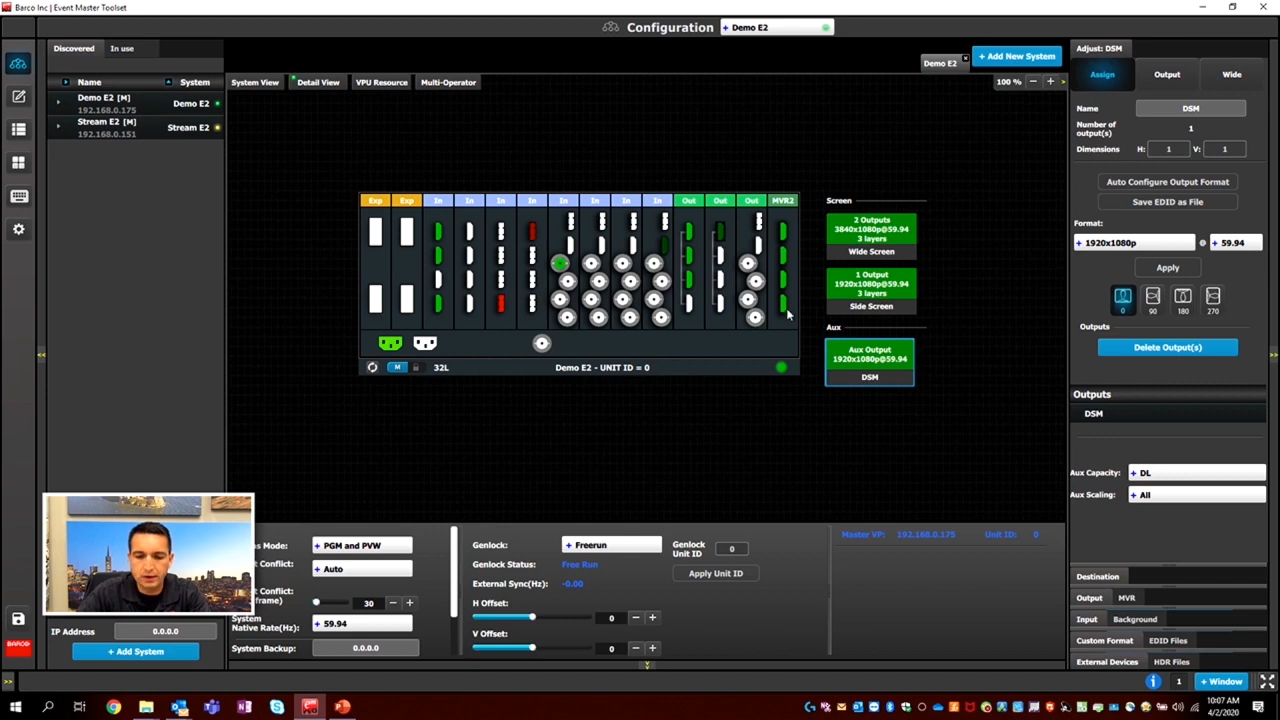 Barco Inc | Event Master Toolset
Configuration
+ Demo E2
Discovered
In use
Name
System
Demo E2 [M]
192.168.0.175
Demo E2
Stream E2 [M]
192.168.0.151
Stream E2
System View
Detail View
VPU Resource
Multi-Operator
Demo E2
+ Add New System
100 %
Exp
Exp
In
In
In
In
In
In
In
In
Out
Out
Out
MVR2
M
32L
Demo E2 - UNIT ID = 0
Screen
2 Outputs
3840x1080p@59.94
3 layers
Wide Screen
1 Output
1920x1080p@59.94
3 layers
Side Screen
Aux
Aux Output
1920x1080p@59.94
DSM
Adjust: DSM
Assign
Output
Wide
Name
DSM
Number of
output(s)
1
Dimensions
H:
1
V:
1
Auto Configure Output Format
Save EDID as File
Format:
+ 1920x1080p
+ 59.94
Apply
0
90
180
270
Outputs
Delete Output(s)
Outputs
DSM
Aux Capacity:
+ DL
Aux Scaling:
+ All
Destination
Output
MVR
Input
Background
Custom Format
EDID Files
External Devices
HDR Files
IP Address
0.0.0.0
+ Add System
s Mode:
+ PGM and PVW
t Conflict:
+ Auto
Conflict
frame)
30
System
Native Rate(Hz):
+ 59.94
System Backup:
0.0.0.0
Genlock:
+ Freerun
Genlock Status:
Free Run
External Sync(Hz)
-0.00
H Offset:
0
V Offset:
0
Genlock
Unit ID
0
Apply Unit ID
Master VP:
192.168.0.175
Unit ID:
0
BARCO
1
+ Window
10:07 AM
4/2/2020